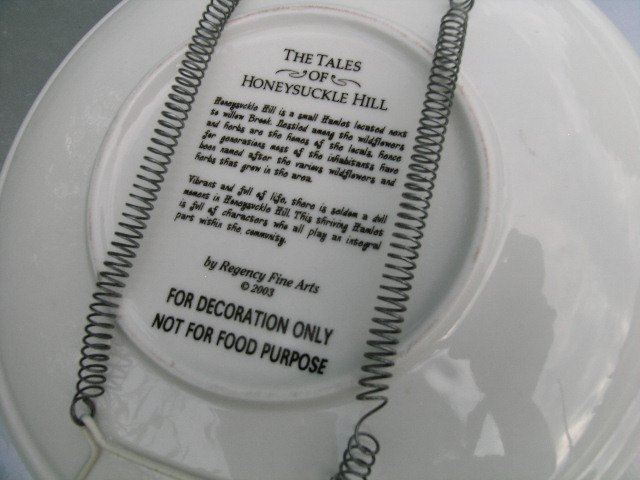 THE TALES
OF
HONEYSUCKLE HILL
Honeysuckle Hill is a small Hamlet located next
to willow Brook. Nestled among the wildflowers
and herbs are the homes of the locals, hence
for generations most of the inhabitants have
been named after the various wildflowers and
herbs that grow in the area.
Vibrant and full of life, there is seldom a dull
moment in Honeysuckle Hill. This thriving Hamlet
is full of characters who all play an integral
part within the community.
by Regency Fine Arts
© 2003
FOR DECORATION ONLY
NOT FOR FOOD PURPOSE